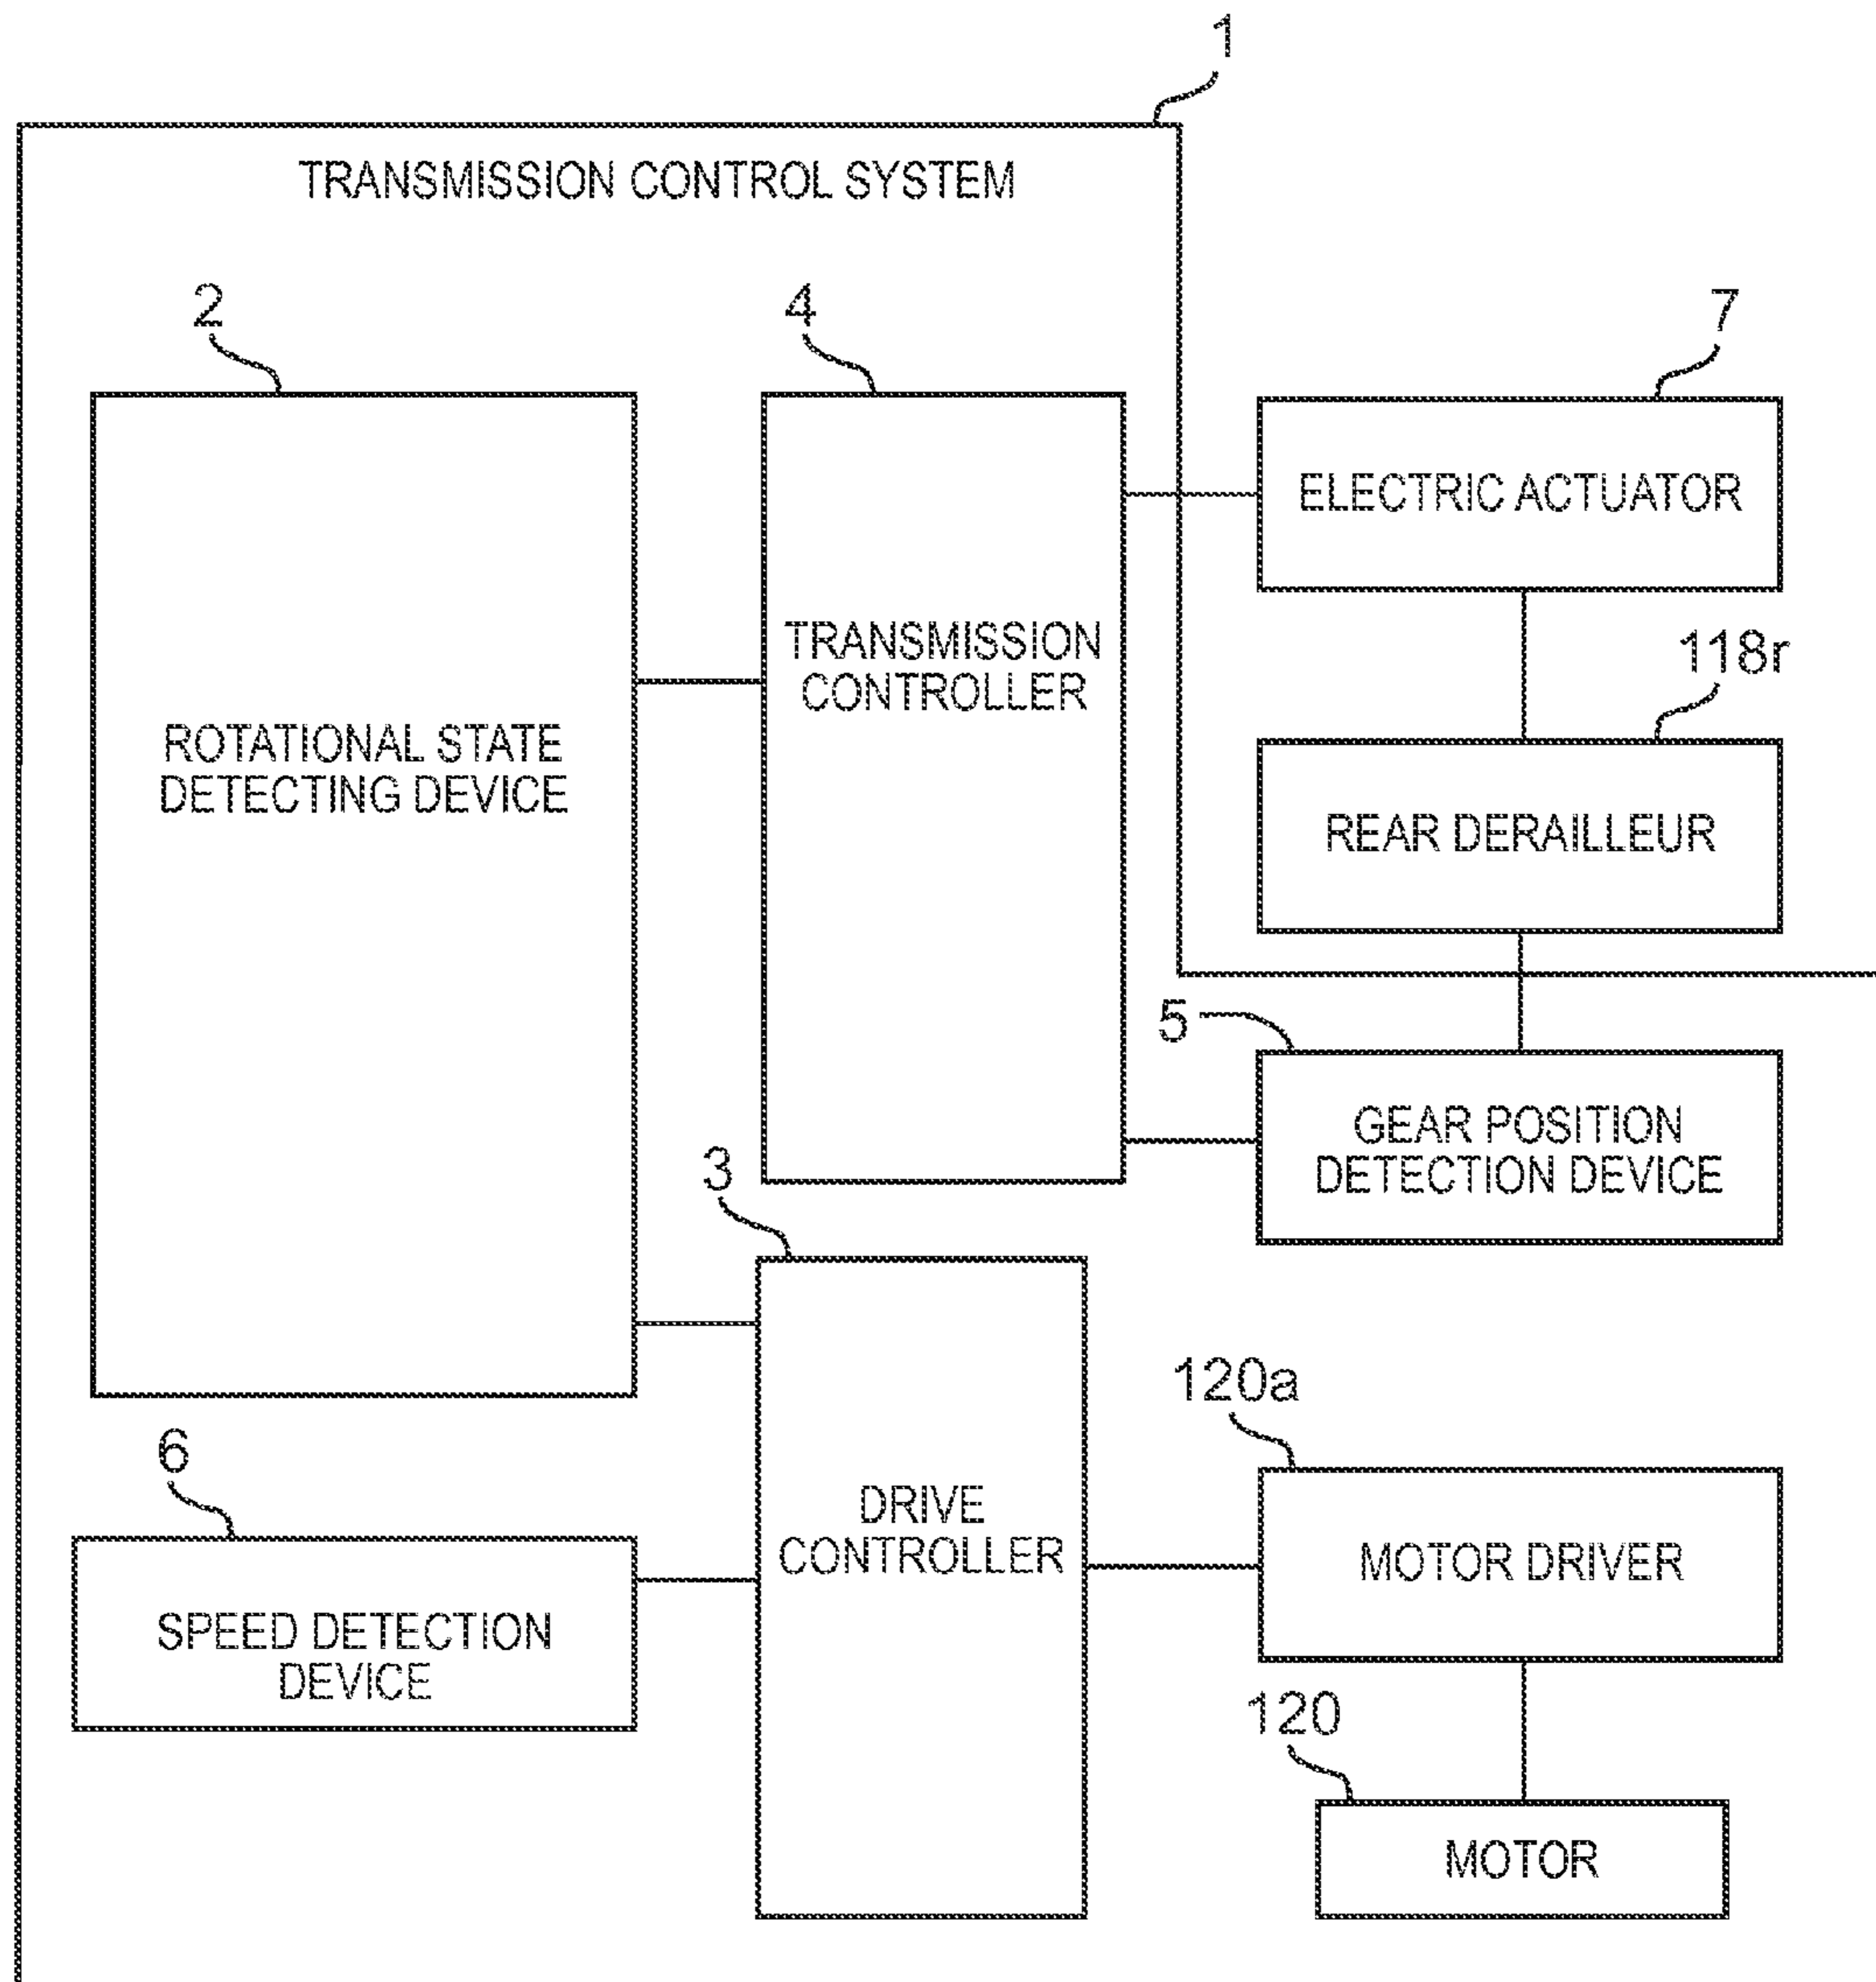 1
TRANSMISSION CONTROL SYSTEM
2
4
7
ELECTRIC ACTUATOR
TRANSMISSION
CONTROLLER
118r
ROTATIONAL STATE
DETECTING DEVICE
REAR DERAILLEUR
5
GEAR POSITION
DETECTION DEVICE
3
120a
6
DRIVE
CONTROLLER
MOTOR DRIVER
SPEED DETECTION
DEVICE
120
MOTOR